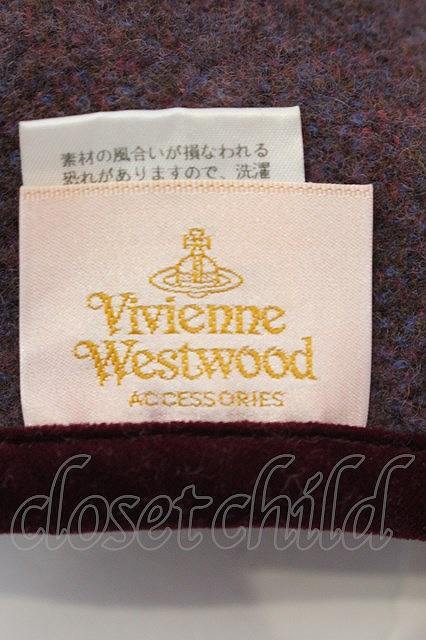 素材の風合いが損なわれる
恐れがありますので、洗濯
Vivienne
Westwood
ACCESSORIES
closetchild